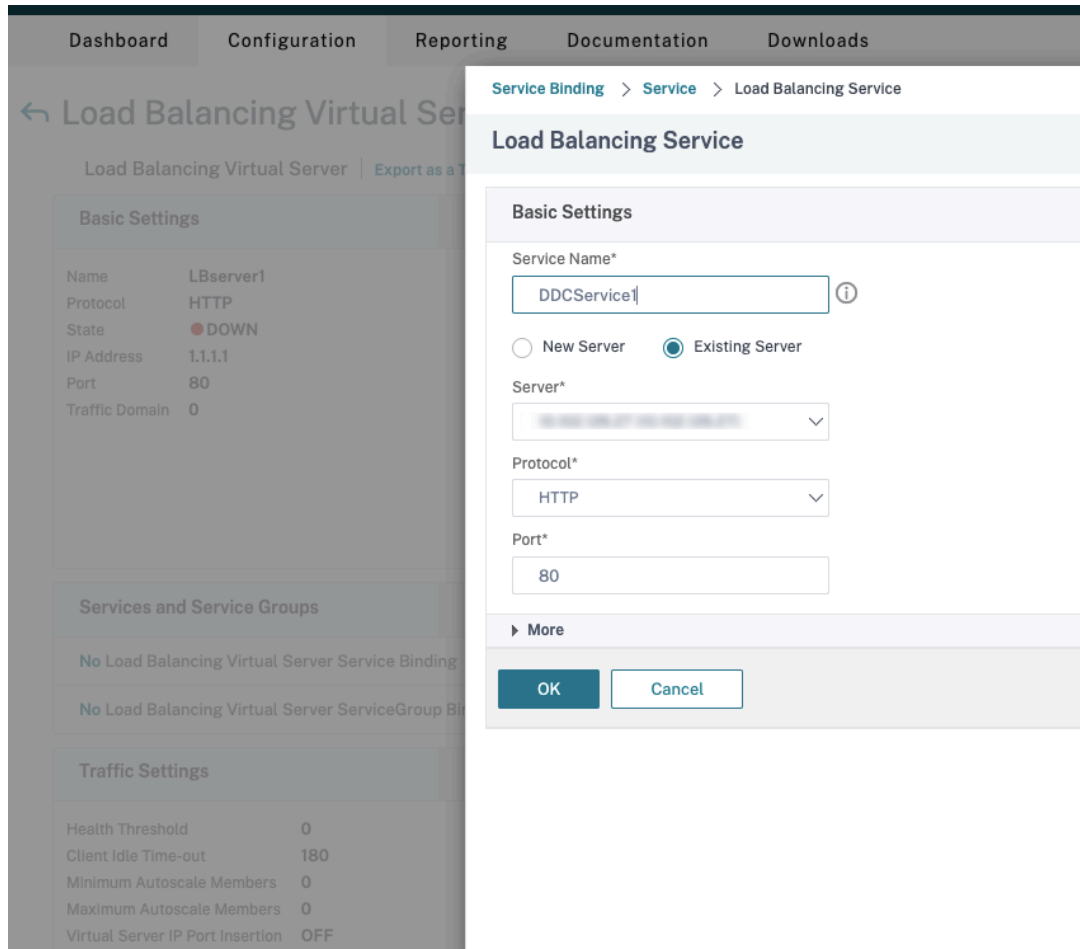 Dashboard Configuration Reporting Documentation Downloads
Load Balancing Virtual Ser
Load Balancing Virtual Server Export as a T
Basic Settings
Name LBserver1
Protocol HTTP
State DOWN
IP Address 1.1.1.1
Port 80
Traffic Domain 0
Services and Service Groups
No Load Balancing Virtual Server Service Binding
No Load Balancing Virtual Server ServiceGroup Bi
Traffic Settings
Health Threshold 0
Client Idle Time-out 180
Minimum Autoscale Members 0
Maximum Autoscale Members 0
Virtual Server IP Port Insertion OFF
Service Binding > Service > Load Balancing Service
Load Balancing Service
Basic Settings
Service Name*
DDCService1
New Server Existing Server
Server*
Protocol*
HTTP
Port*
80
More
OK Cancel